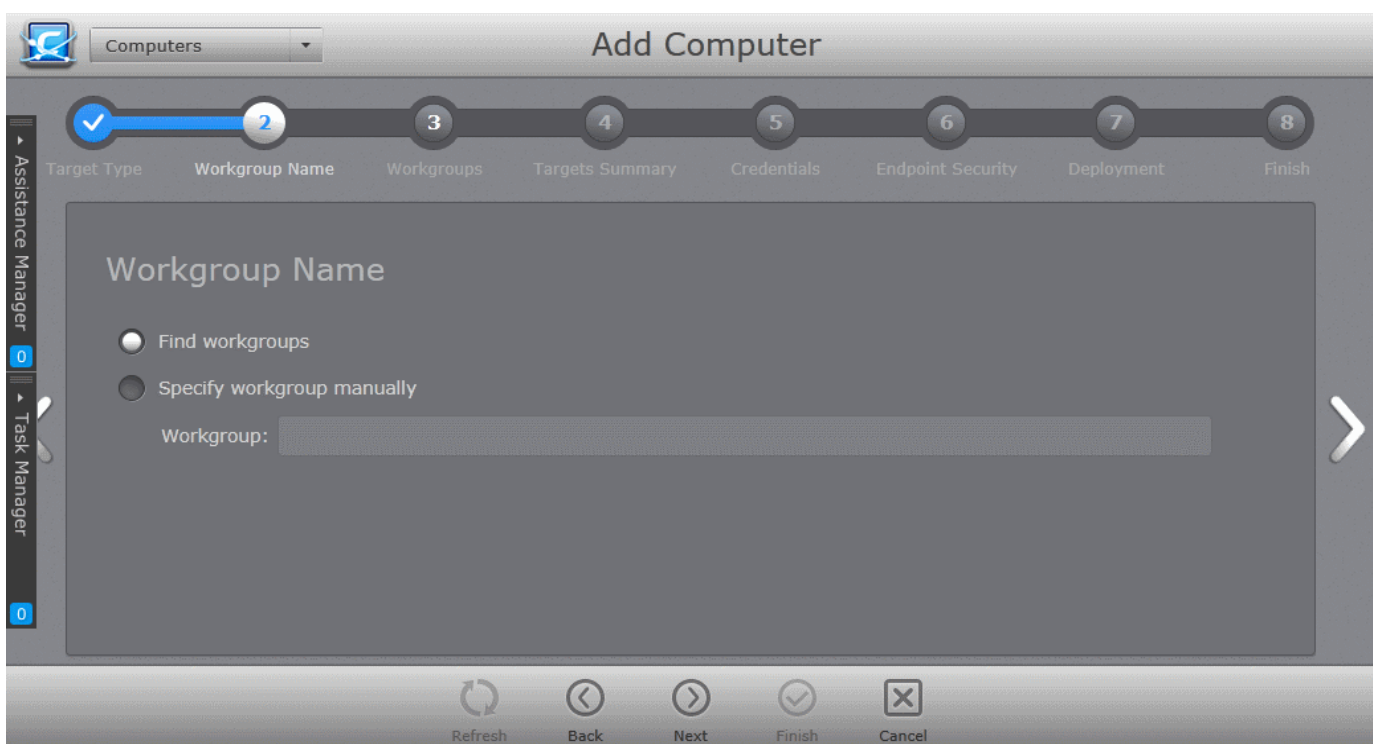 Computers
Add Computer
2
3
4
5
6
7
8
Target Type
Workgroup Name
Workgroups
Targets Summary
Credentials
Endpoint Security
Deployment
Finish
Assistance Manager
0
Task Manager
0
Workgroup Name
Find workgroups
Specify workgroup manually
Workgroup:
Refresh
Back
Next
Finish
Cancel